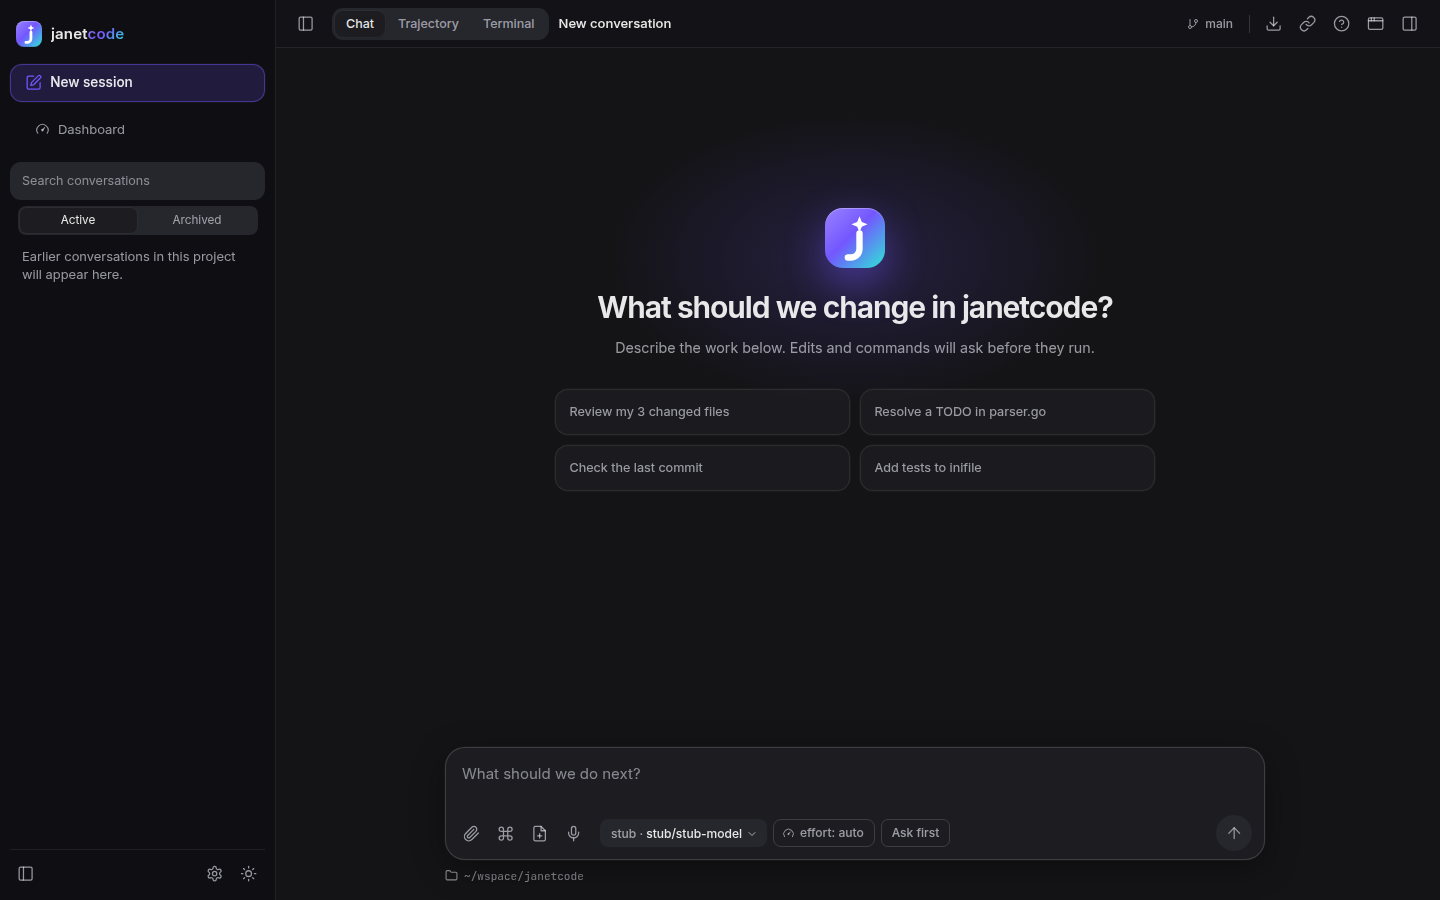 janetcode
New session
Dashboard
Search conversations
Active
Archived
Earlier conversations in this project
will appear here.
Chat
Trajectory
Terminal
New conversation
main
What should we change in janetcode?
Describe the work below. Edits and commands will ask before they run.
Review my 3 changed files
Resolve a TODO in parser.go
Check the last commit
Add tests to inifile
What should we do next?
stub · stub/stub-model
effort: auto
Ask first
~/wspace/janetcode